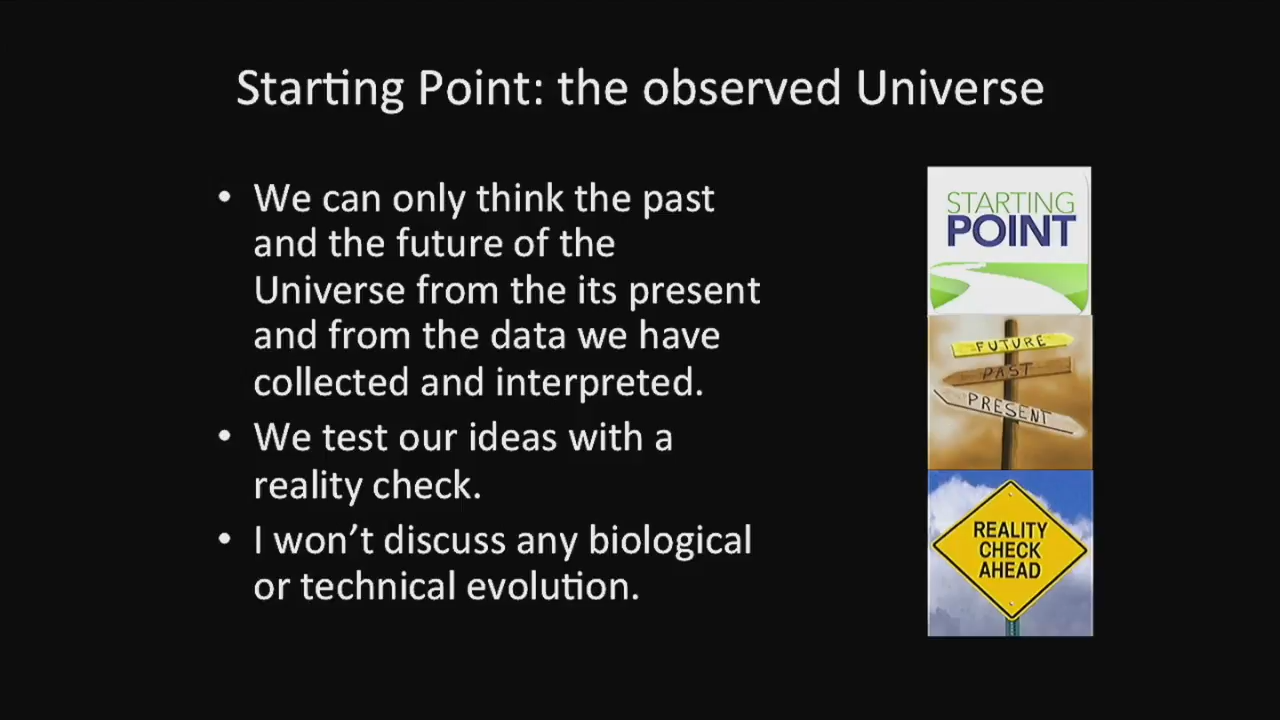 Starting Point: the observed Universe
• We can only think the past
and the future of the
Universe from the its present
and from the data we have
collected and interpreted.
• We test our ideas with a
reality check.
• I won’t discuss any biological
or technical evolution.
STARTING
POINT
FUTURE
PAST
PRESENT
REALITY
CHECK
AHEAD